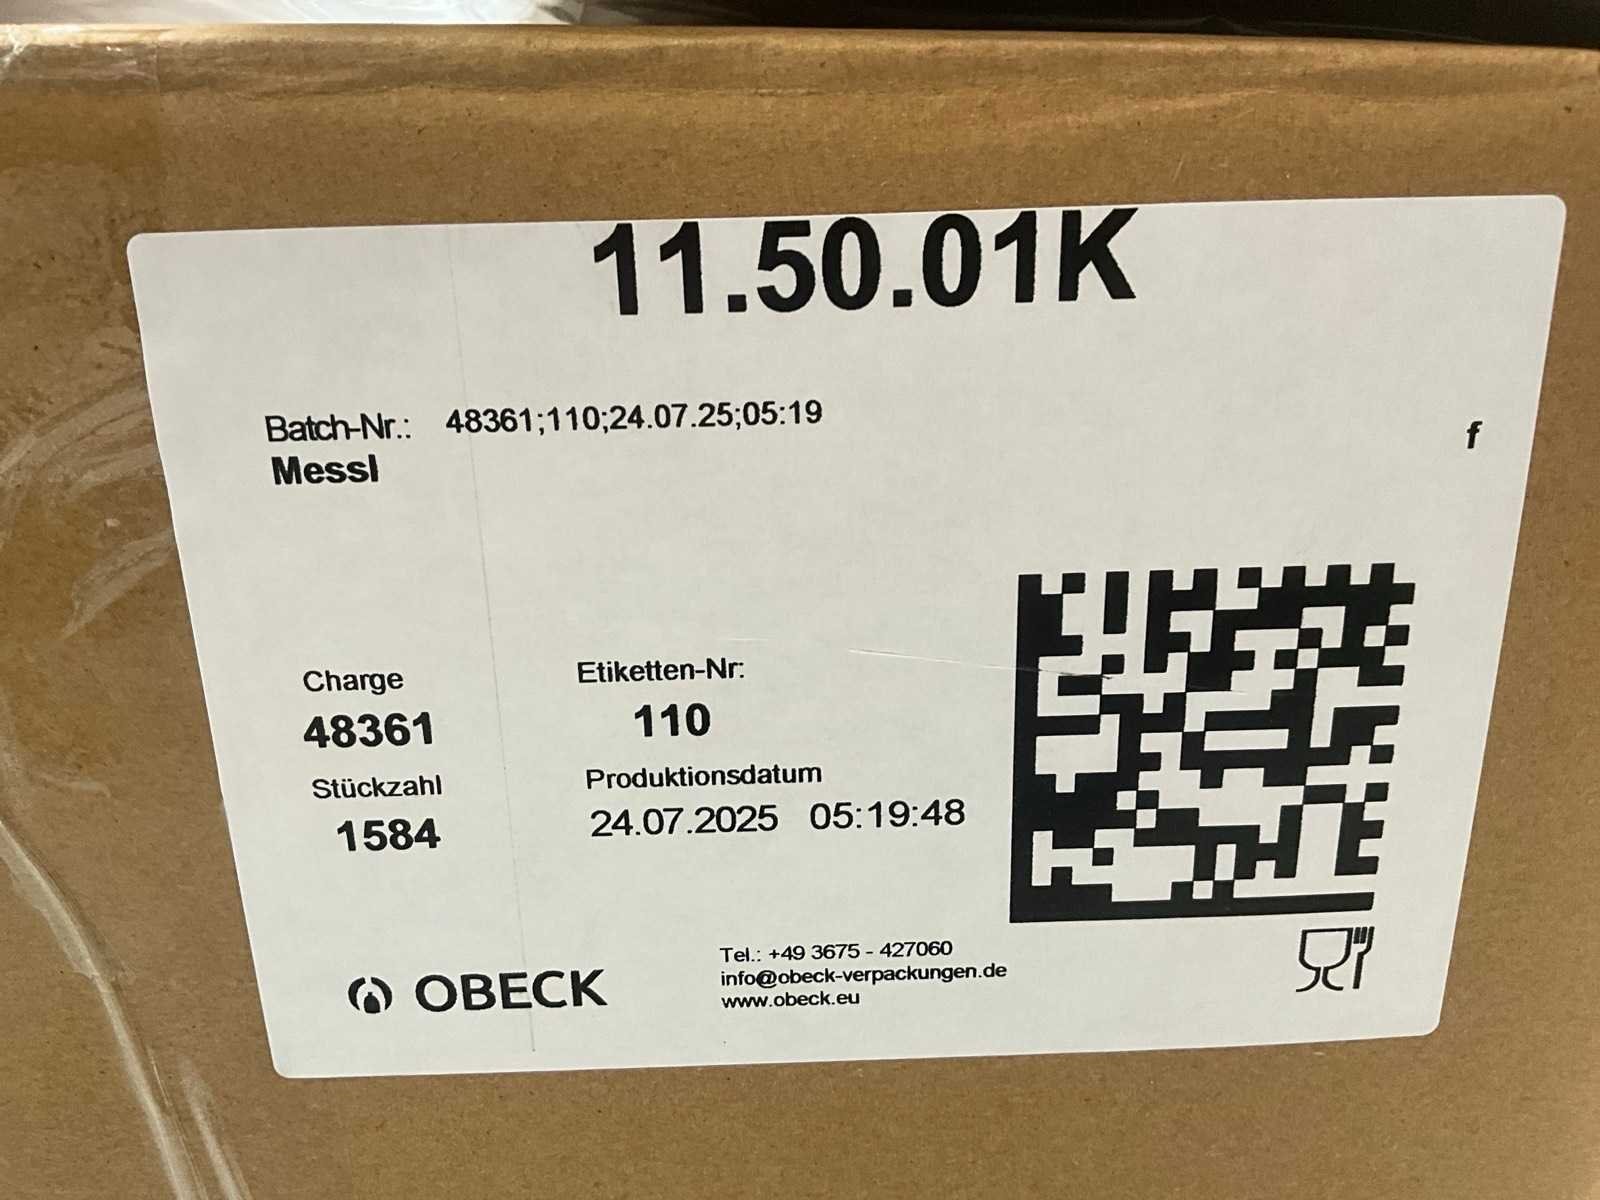 11.50.01K
Batch-Nr.: 48361;110;24.07.25;05:19
Messl
f
Charge
48361
Etiketten-Nr:
110
Stückzahl
1584
Produktionsdatum
24.07.2025 05:19:48
OBECK
Tel.: +49 3675 - 427060
info@obeck-verpackungen.de
www.obeck.eu